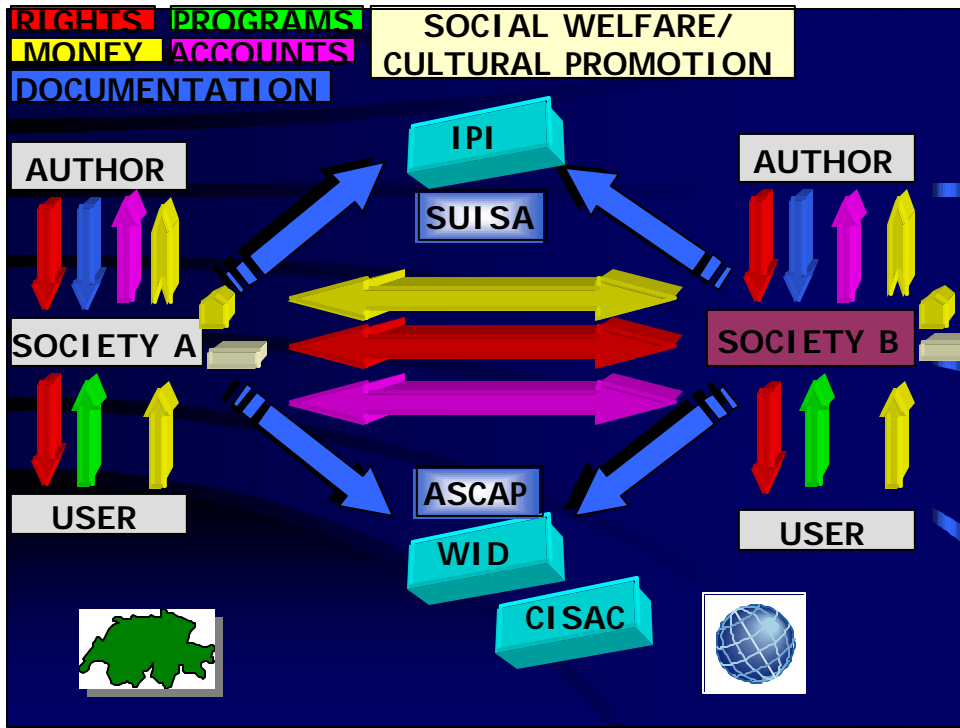 RIGHTS PROGRAMS
MONEY ACCOUNTS
DOCUMENTATION
SOCIAL WELFARE/
CULTURAL PROMOTION
IPI
SUISA
AUTHOR
AUTHOR
SOCIETY A
SOCIETY B
USER
USER
ASCAP
WID
CISAC